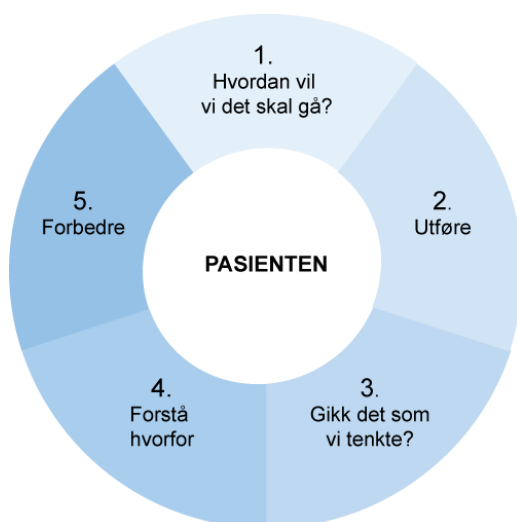 1.
Hvordan vil
vi det skal gå?
2.
Utføre
3.
Gikk det som
vi tenkte?
4.
Forstå
hvorfor
5.
Forbedre
PASIENTEN